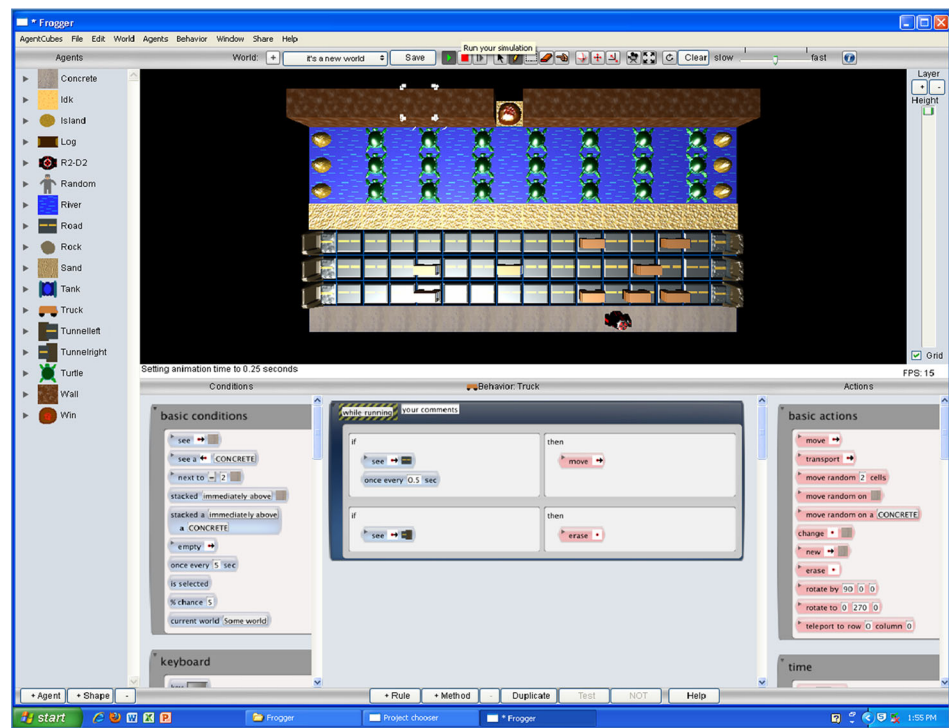 * Frogger
AgentCubes File Edit World Agents Behavior Window Share Help
Agents
World: + it's a new world Save Clear slow fast ?
Run your simulation
Concrete
Idk
Island
Log
R2-D2
Random
River
Road
Rock
Sand
Tank
Truck
Tunnelleft
Tunnelright
Turtle
Wall
Win
Layer
+ -
Height
Grid
Setting animation time to 0.25 seconds
FPS: 15
Conditions
Behavior: Truck
Actions
basic conditions
see
see a CONCRETE
next to = 2
stacked immediately above
stacked a immediately above
a CONCRETE
empty
once every 5 sec
is selected
% chance 5
current world Some world
keyboard
while running your comments
if
see
once every 0.5 sec
then
move
if
see
then
erase
basic actions
move
transport
move random 2 cells
move random on
move random on a CONCRETE
change
new
erase
rotate by 90 0 0
rotate to 0 270 0
teleport to row 0 column 0
time
+ Agent + Shape - + Rule + Method - Duplicate Test NOT Help
start Frogger Project chooser * Frogger 1:55 PM